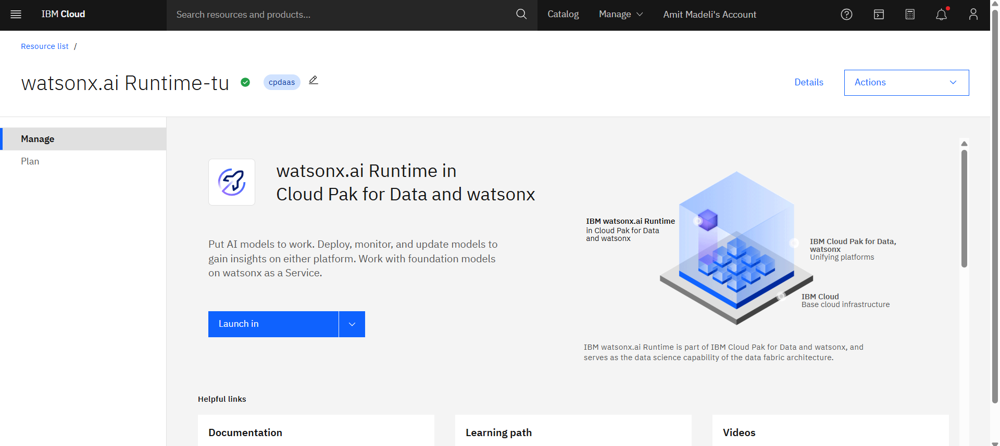 IBM Cloud
Search resources and products...
Catalog
Manage
Amit Madeli's Account
Resource list /
watsonx.ai Runtime-tu
cpdaas
Details
Actions
Manage
Plan
watsonx.ai Runtime in
Cloud Pak for Data and watsonx
Put AI models to work. Deploy, monitor, and update models to
gain insights on either platform. Work with foundation models
on watsonx as a Service.
Launch in
IBM watsonx.ai Runtime
in Cloud Pak for Data
and watsonx
IBM Cloud Pak for Data,
watsonx
Unifying platforms
IBM Cloud
Base cloud infrastructure
IBM watsonx.ai Runtime is part of IBM Cloud Pak for Data and watsonx, and
serves as the data science capability of the data fabric architecture.
Helpful links
Documentation
Learning path
Videos